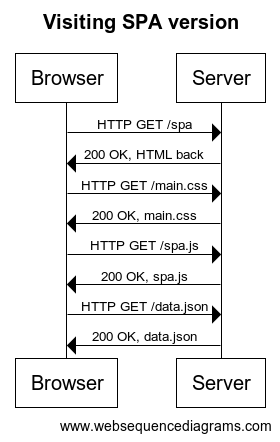 Visiting SPA version
Browser Server
HTTP GET /spa
200 OK, HTML back
HTTP GET /main.css
200 OK, main.css
HTTP GET /spa.js
200 OK, spa.js
HTTP GET /data.json
200 OK, data.json
Browser Server
www.websequencediagrams.com